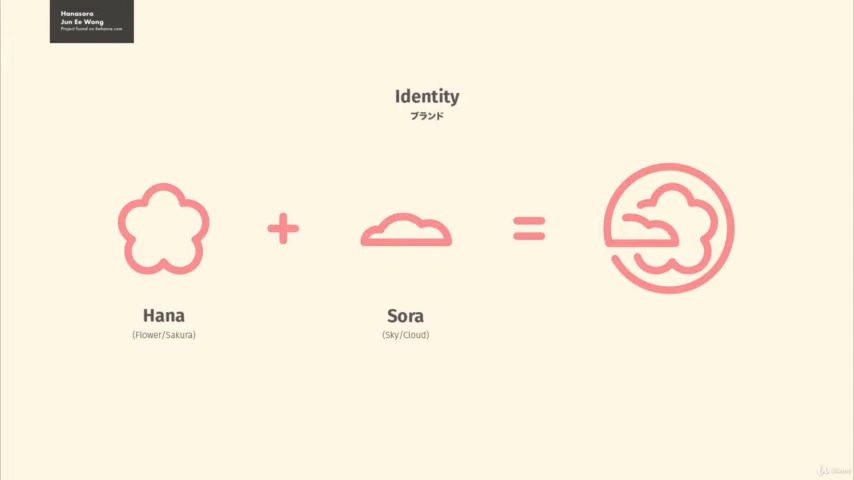 Hanasora
Jun Ee Wong
Project found on Behance.com
Identity
ブランド
Hana
Sora
(Flower/Sakura)
(Sky/Cloud)